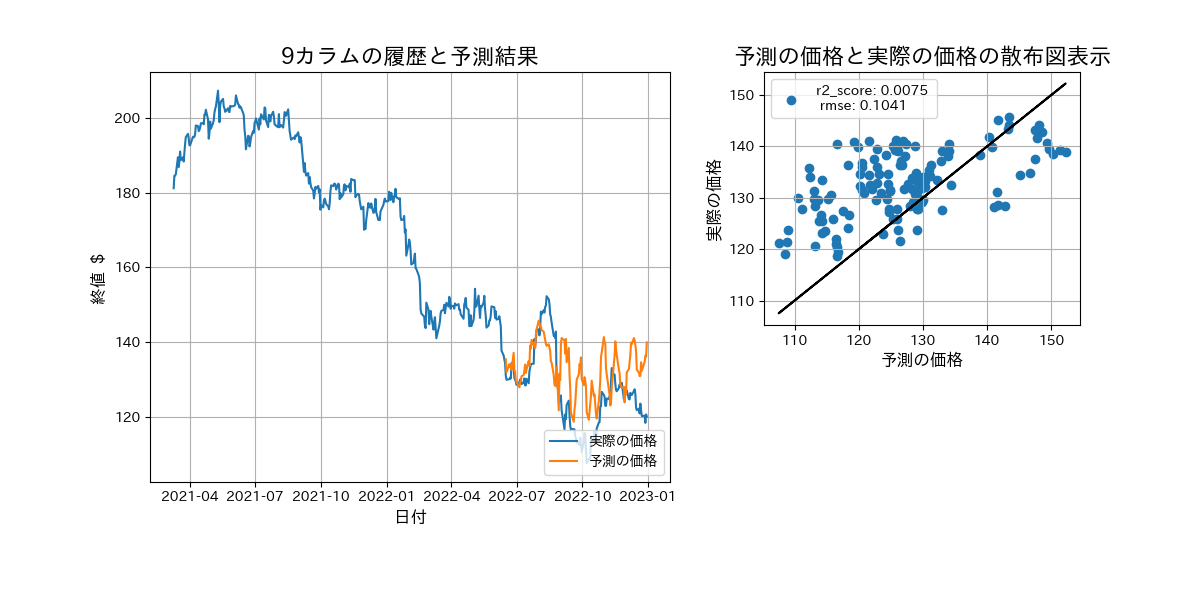 9カラムの履歴と予測結果
終値 $
200
180
160
140
120
2021-04 2021-07 2021-10 2022-01 2022-04 2022-07 2022-10 2023-01
日付
実際の価格
予測の価格
予測の価格と実際の価格の散布図表示
実際の価格
r2_score: 0.0075
rmse: 0.1041
150
140
130
120
110
110 120 130 140 150
予測の価格